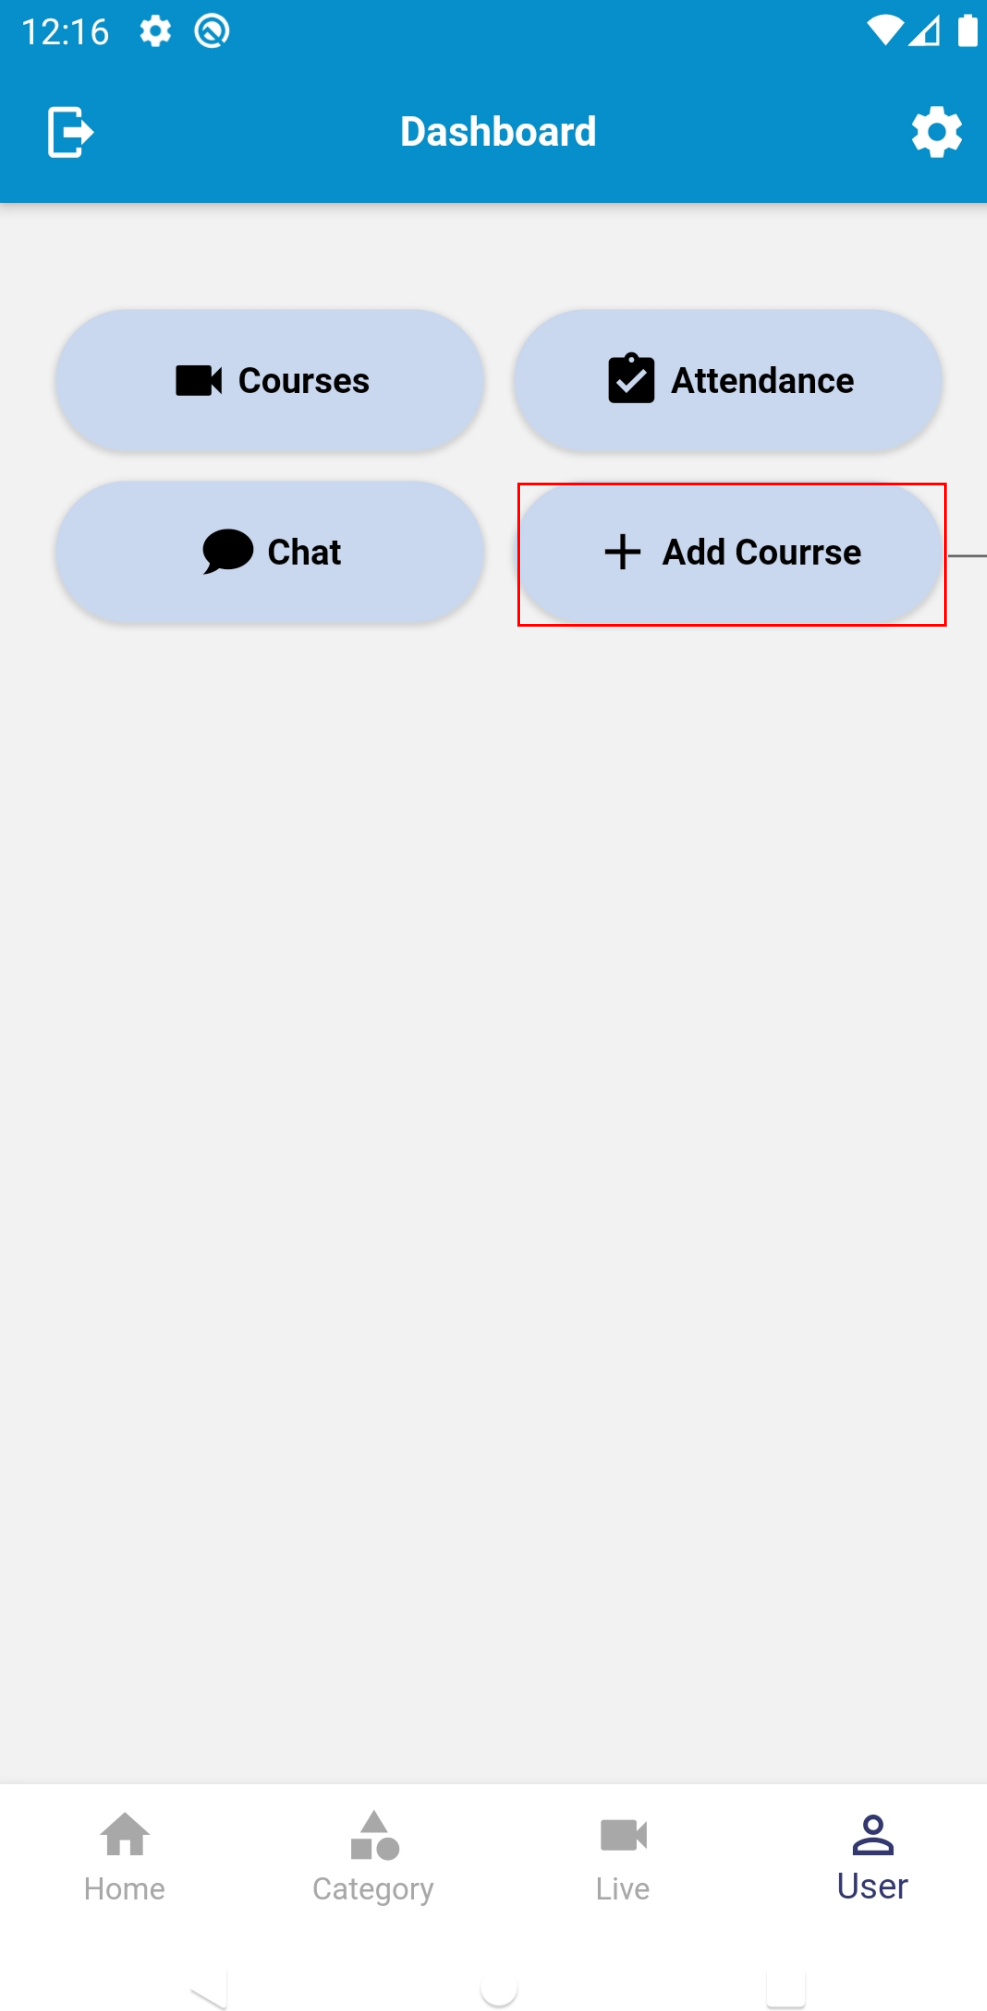 12:16
Dashboard
Courses
Attendance
Chat
Add Courrse
Home
Category
Live
User